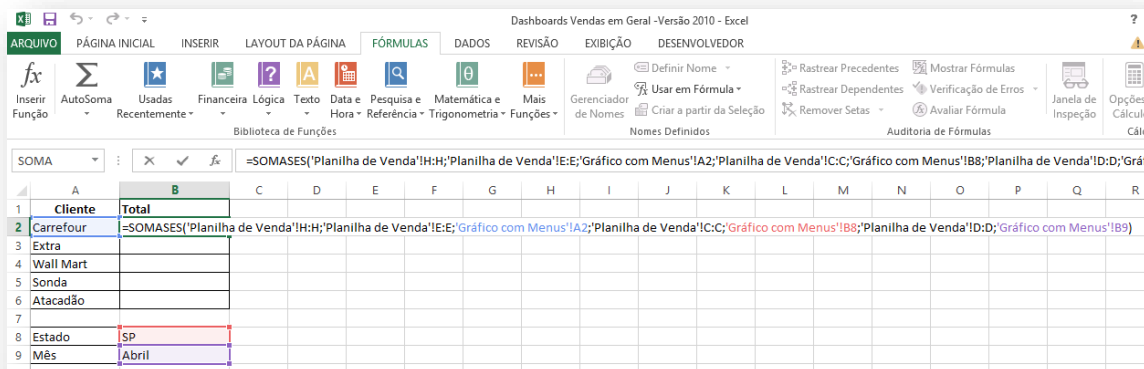 Dashboards Vendas em Geral -Versão 2010 - Excel ?
ARQUIVO PÁGINA INICIAL INSERIR LAYOUT DA PÁGINA FÓRMULAS DADOS REVISÃO EXIBIÇÃO DESENVOLVEDOR
fx Inserir Função
Σ AutoSoma
Usadas Recentemente
Financeira
Lógica
Texto
Data e Hora
Pesquisa e Referência
Matemática e Trigonometria
Mais Funções
Biblioteca de Funções
Gerenciador de Nomes
Definir Nome
Usar em Fórmula
Criar a partir da Seleção
Nomes Definidos
Rastrear Precedentes
Rastrear Dependentes
Remover Setas
Mostrar Fórmulas
Verificação de Erros
Avaliar Fórmula
Auditoria de Fórmulas
Janela de Inspeção
SOMA fx =SOMASES('Planilha de Venda'!H:H;'Planilha de Venda'!E:E;'Gráfico com Menus'!A2;'Planilha de Venda'!C:C;'Gráfico com Menus'!B8;'Planilha de Venda'!D:D;'Grá
A B C D E F G H I J K L M N O P Q R
1 Cliente Total
2 Carrefour =SOMASES('Planilha de Venda'!H:H;'Planilha de Venda'!E:E;'Gráfico com Menus'!A2;'Planilha de Venda'!C:C;'Gráfico com Menus'!B8;'Planilha de Venda'!D:D;'Gráfico com Menus'!B9)
3 Extra
4 Wall Mart
5 Sonda
6 Atacadão
7
8 Estado SP
9 Mês Abril